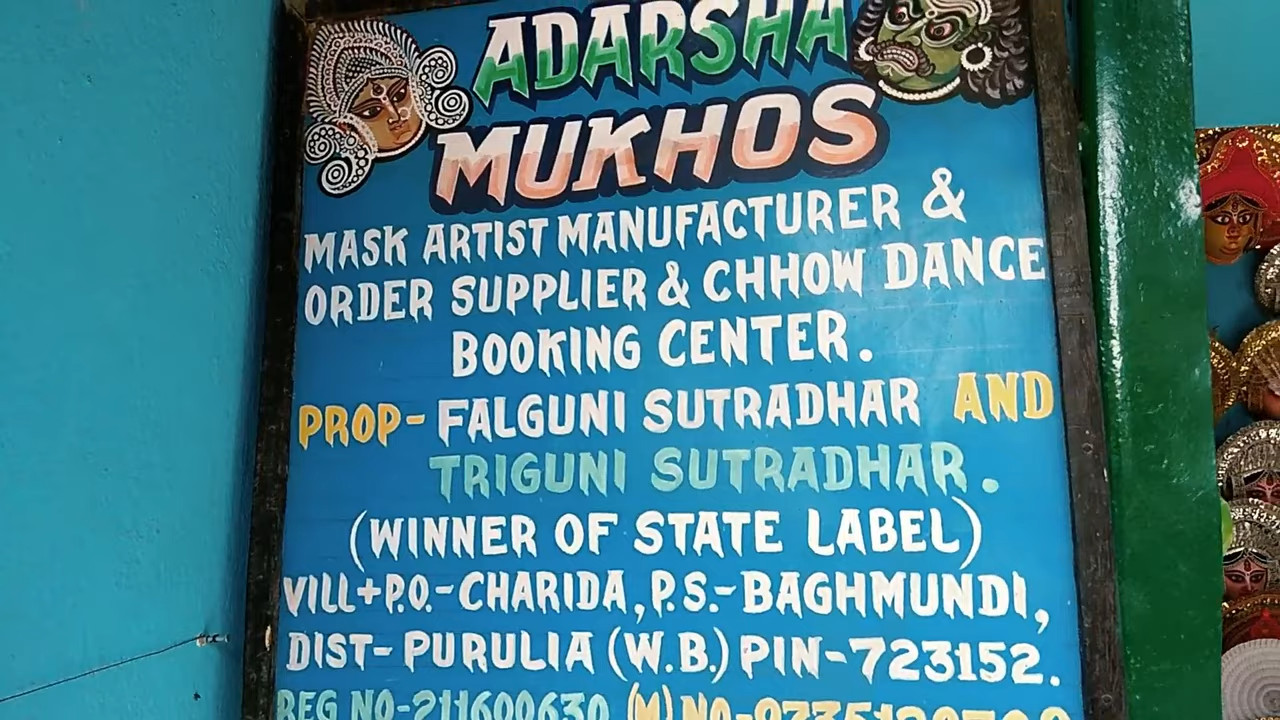 ADARSHA
MUKHOS
MASK ARTIST MANUFACTURER &
ORDER SUPPLIER & CHHOW DANCE
BOOKING CENTER.
PROP- FALGUNI SUTRADHAR AND
TRIGUNI SUTRADHAR.
(WINNER OF STATE LABEL)
VILL+P.O.-CHARIDA, P.S.-BAGHMUNDI,
DIST- PURULIA (W.B.) PIN-723152.
REG NO-211600630 (M) NO-